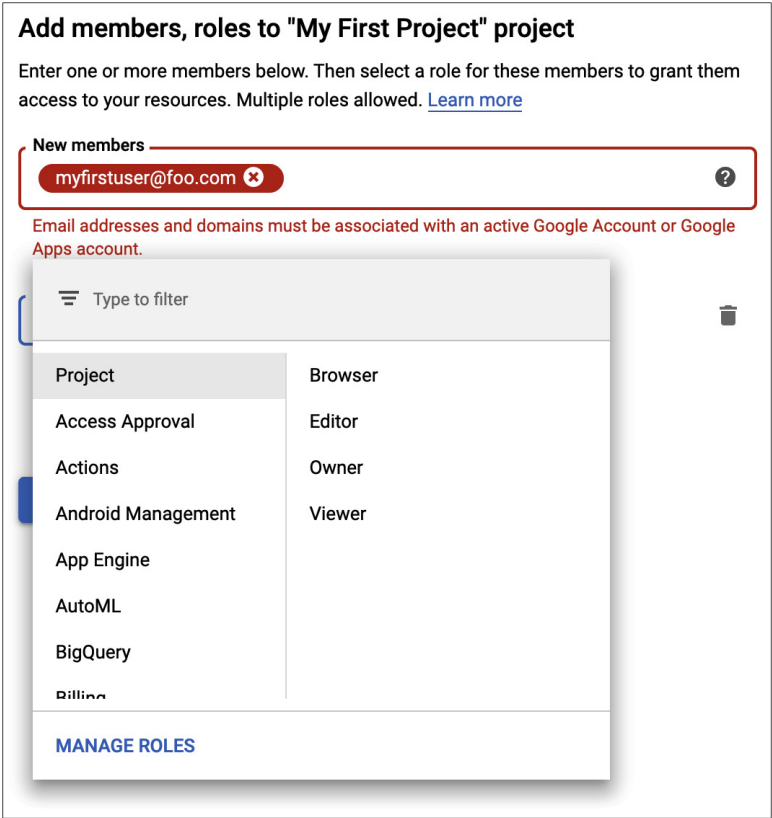 Add members, roles to "My First Project" project
Enter one or more members below. Then select a role for these members to grant them
access to your resources. Multiple roles allowed. Learn more
New members
myfirstuser@foo.com
Email addresses and domains must be associated with an active Google Account or Google
Apps account.
Type to filter
Project
Access Approval
Actions
Android Management
App Engine
AutoML
BigQuery
Billing
Browser
Editor
Owner
Viewer
MANAGE ROLES